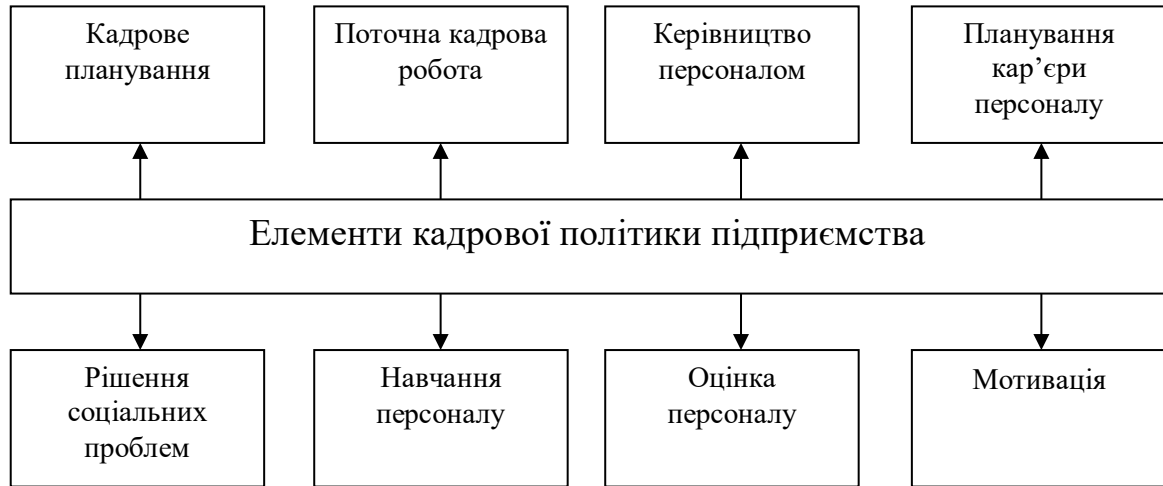 Кадрове
планування
Поточна кадрова
робота
Керівництво
персоналом
Планування
кар’єри
персоналу
Елементи кадрової політики підприємства
Рішення
соціальних
проблем
Навчання
персоналу
Оцінка
персоналу
Мотивація